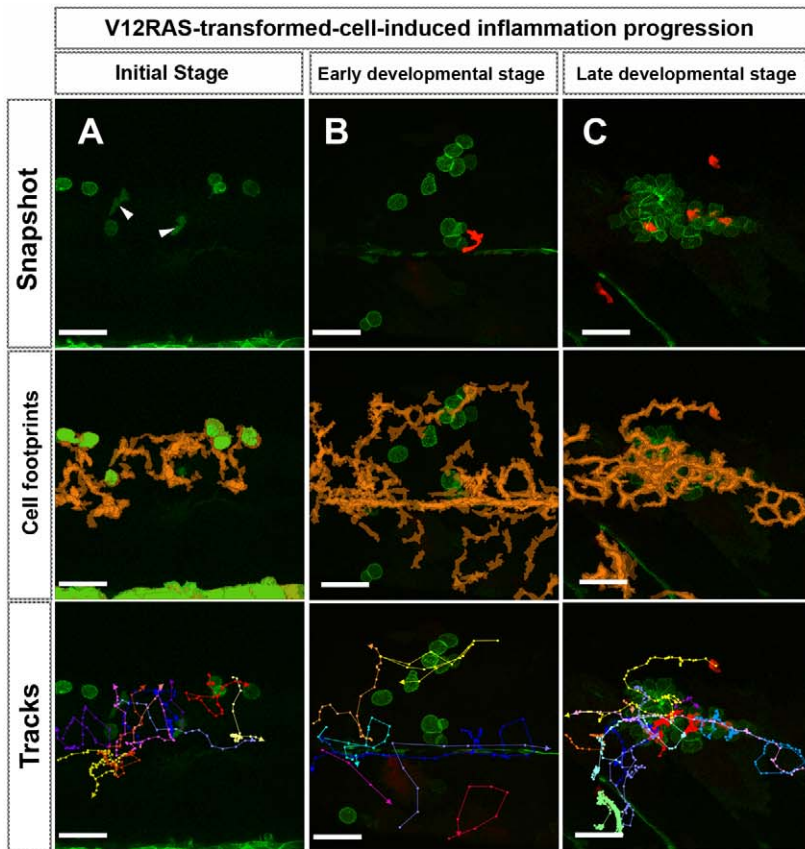 V12RAS-transformed-cell-induced inflammation progression
Initial Stage
Early developmental stage
Late developmental stage
Snapshot
A
B
C
Cell footprints
Tracks